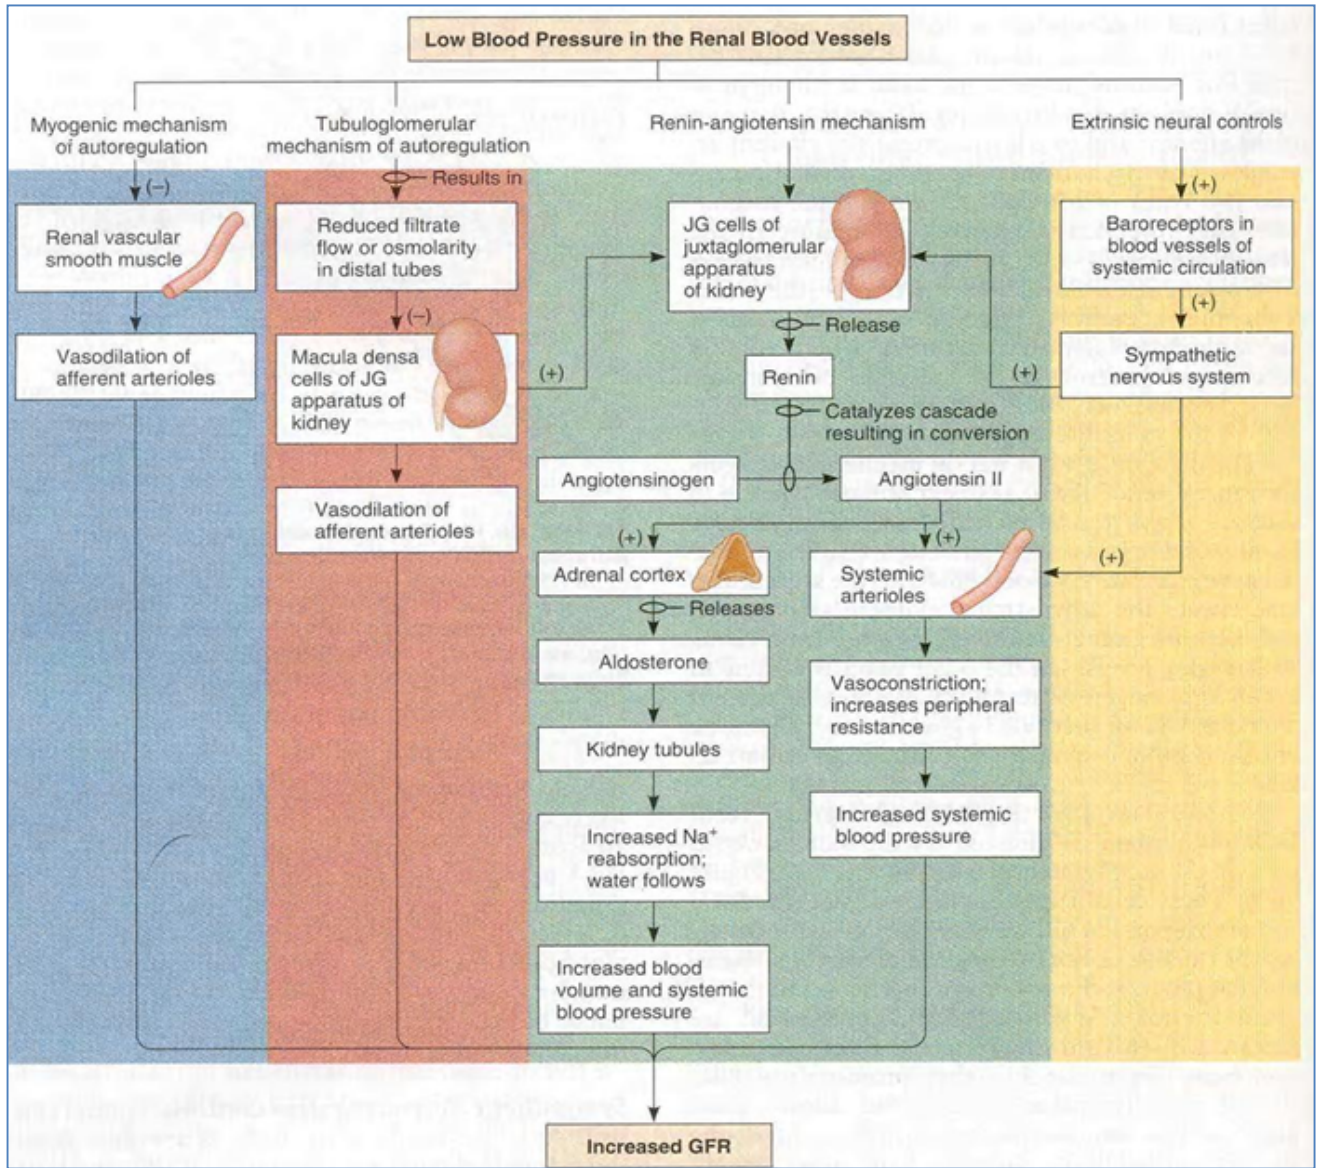 Low Blood Pressure in the Renal Blood Vessels
Myogenic mechanism
of autoregulation
Tubuloglomerular
mechanism of autoregulation
Renin-angiotensin mechanism
Extrinsic neural controls
(–)
Renal vascular
smooth muscle
Vasodilation of
afferent arterioles
Results in
Reduced filtrate
flow or osmolarity
in distal tubes
(–)
Macula densa
cells of JG
apparatus of
kidney
(+)
Vasodilation of
afferent arterioles
JG cells of
juxtaglomerular
apparatus
of kidney
Release
Renin
Catalyzes cascade
resulting in conversion
Angiotensinogen
Angiotensin II
(+)
Adrenal cortex
Releases
Aldosterone
Kidney tubules
Increased Na⁺
reabsorption;
water follows
Increased blood
volume and systemic
blood pressure
(+)
Systemic
arterioles
Vasoconstriction;
increases peripheral
resistance
Increased systemic
blood pressure
(+)
Baroreceptors in
blood vessels of
systemic circulation
(+)
Sympathetic
nervous system
(+)
(+)
Increased GFR